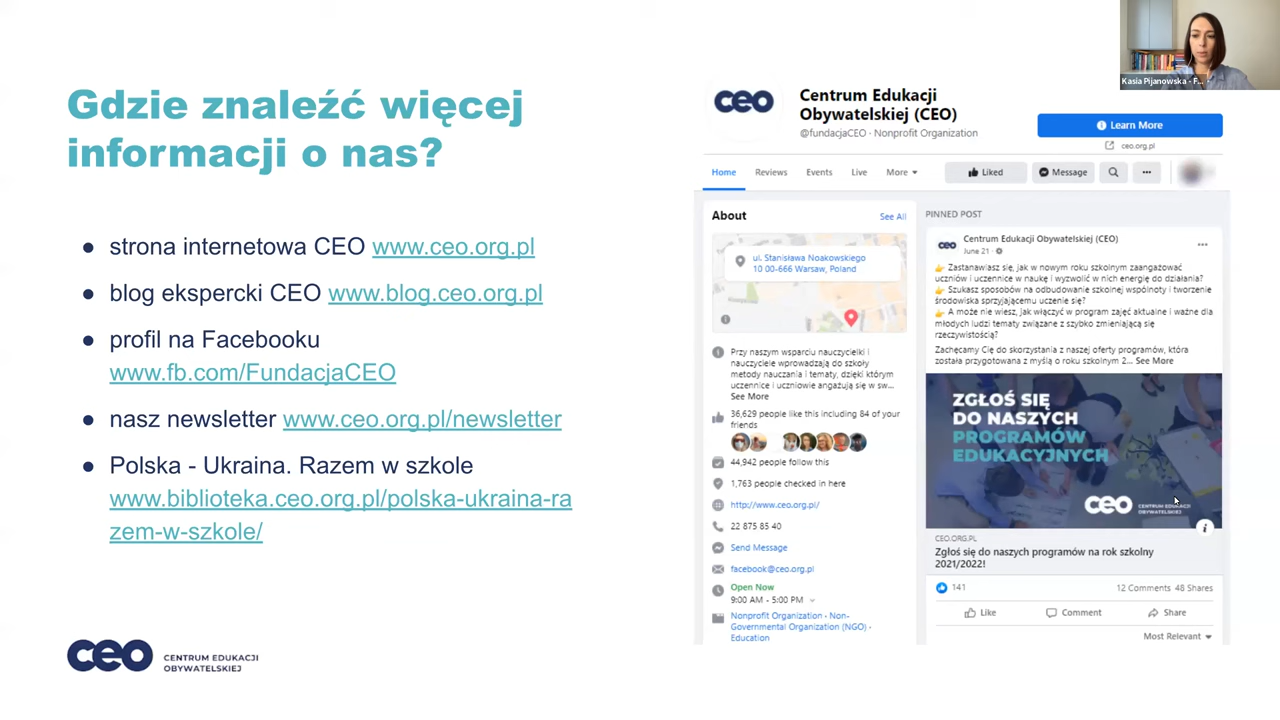 Gdzie znaleźć więcej
informacji o nas?
● strona internetowa CEO www.ceo.org.pl
● blog ekspercki CEO www.blog.ceo.org.pl
● profil na Facebooku
www.fb.com/FundacjaCEO
● nasz newsletter www.ceo.org.pl/newsletter
● Polska - Ukraina. Razem w szkole
www.biblioteka.ceo.org.pl/polska-ukraina-ra
zem-w-szkole/
ceo CENTRUM EDUKACJI
OBYWATELSKIEJ
Kasia Pijanowska - F...
ceo
Centrum Edukacji
Obywatelskiej (CEO)
@fundacjaCEO · Nonprofit Organization
Learn More
ceo.org.pl
Home Reviews Events Live More
Liked Message ...
About See All
ul. Stanisława Noakowskiego
10 00-666 Warsaw, Poland
Przy naszym wsparciu nauczycielki i
nauczyciele wprowadzają do szkoły
metody nauczania i tematy, dzięki którym
uczennice i uczniowie angażują się w sw...
See More
36,629 people like this including 84 of your
friends
44,942 people follow this
1,763 people checked in here
http://www.ceo.org.pl/
22 875 85 40
Send Message
facebook@ceo.org.pl
Open Now
9:00 AM - 5:00 PM
Nonprofit Organization · Non-
Governmental Organization (NGO) ·
Education
PINNED POST
ceo
Centrum Edukacji Obywatelskiej (CEO)
June 21 ·
...
👉 Zastanawiasz się, jak w nowym roku szkolnym zaangażować
uczniów i uczennice w naukę i wyzwolić w nich energię do działania?
👉 Szukasz sposobów na odbudowanie szkolnej wspólnoty i tworzenie
środowiska sprzyjającemu uczenie się?
👉 A może nie wiesz, jak włączyć w program zajęć aktualne i ważne dla
młodych ludzi tematy związane z szybko zmieniającą się
rzeczywistością?
Zachęcamy Cię do skorzystania z naszej oferty programów, która
została przygotowana z myślą o roku szkolnym 2... See More
ZGŁOŚ SIĘ
DO NASZYCH
PROGRAMÓW
EDUKACYJNYCH
ceo CENTRUM EDUKACJI
OBYWATELSKIEJ
CEO.ORG.PL
Zgłoś się do naszych programów na rok szkolny
2021/2022!
141 12 Comments 48 Shares
Like Comment Share
Most Relevant